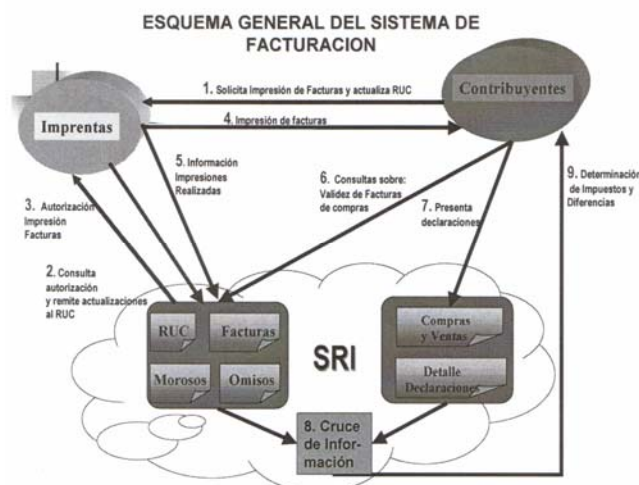 ESQUEMA GENERAL DEL SISTEMA DE
FACTURACION
1. Solicita Impresión de Facturas y actualiza RUC
Contribuyentes
Imprentas
4. Impresión de facturas
5. Información
Impresiones
Realizadas
6. Consultas sobre:
Validez de Facturas
de compras
9. Determinación
de Impuestos y
Diferencias
3. Autorización
Impresión
Facturas
7. Presenta
declaraciones
2. Consulta
autorización
y remite actualizaciones
al RUC
RUC
Facturas
Morosos
Omisos
SRI
Compras
y Ventas
Detalle
Declaraciones
8. Cruce
de Infor-
mación